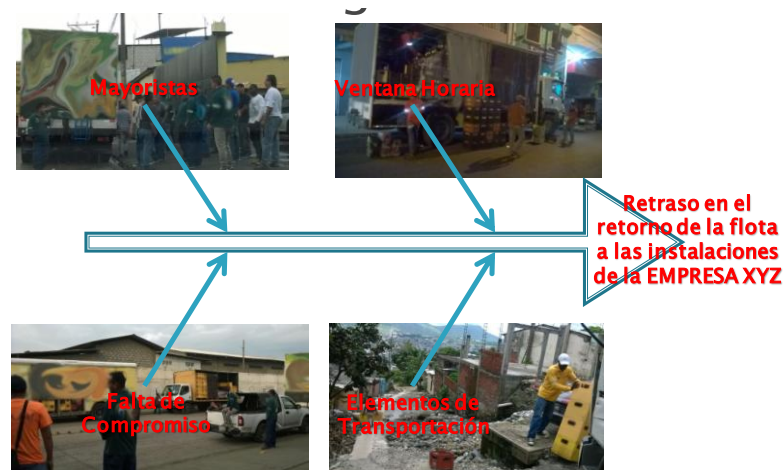 Mayoristas
Ventana Horaria
Retraso en el
retorno de la flota
a las instalaciones
de la EMPRESA XYZ
Falta de
Compromiso
Elementos de
Transportación